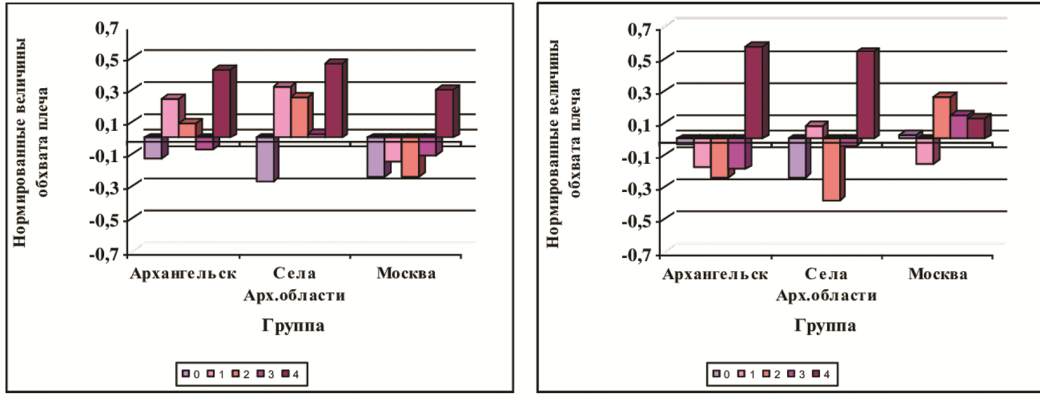 Нормированные величины
обхвата плеча
0,7
0,5
0,3
0,1
-0,1
-0,3
-0,5
-0,7
Архангельск
Села
Арх.области
Москва
Группа
0 1 2 3 4
Нормированные величины
обхвата плеча
0,7
0,5
0,3
0,1
-0,1
-0,3
-0,5
-0,7
Архангельск
Села
Арх.области
Москва
Группа
0 1 2 3 4